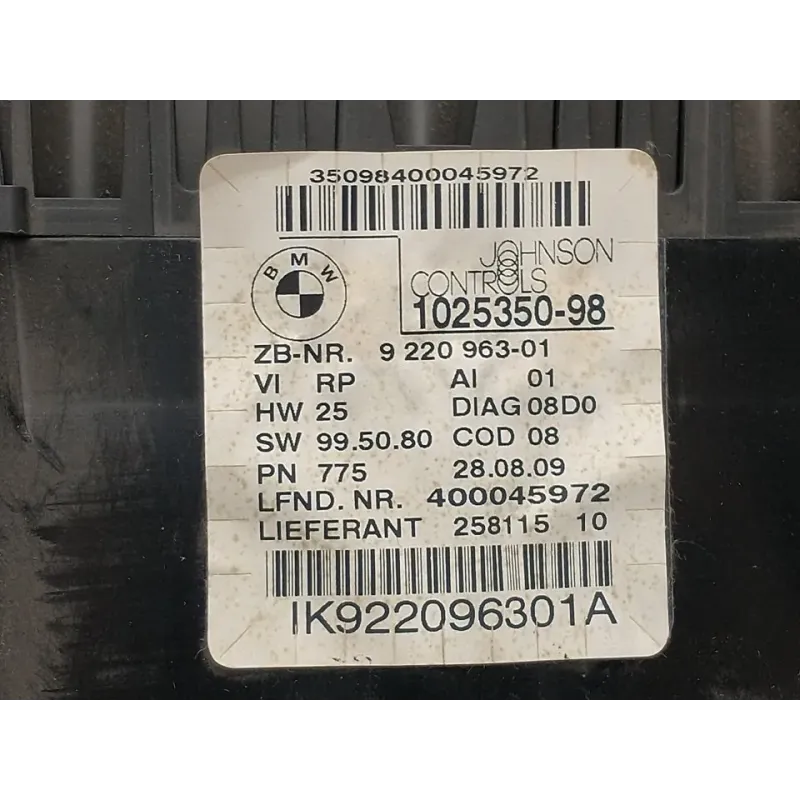 35098400045972
BMW
JOHNSON
CONTROLS
1025350-98
ZB-NR. 9 220 963-01
VI RP AI 01
HW 25 DIAG 08D0
SW 99.50.80 COD 08
PN 775 28.08.09
LFND. NR. 400045972
LIEFERANT 258115 10
IK922096301A